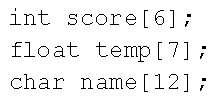 int score[6];
float temp[7];
char name[12];